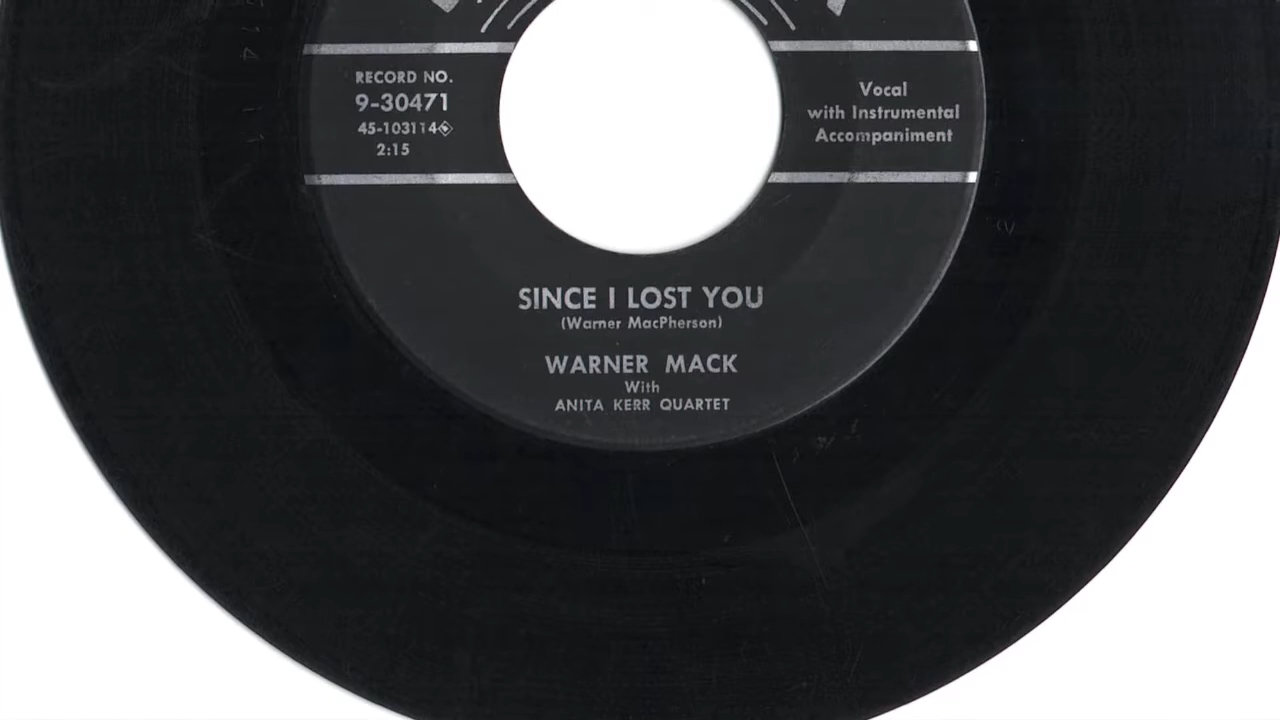 RECORD NO.
9-30471
45-103114
2:15
Vocal
with Instrumental
Accompaniment
SINCE I LOST YOU
(Warner MacPherson)
WARNER MACK
With
ANITA KERR QUARTET